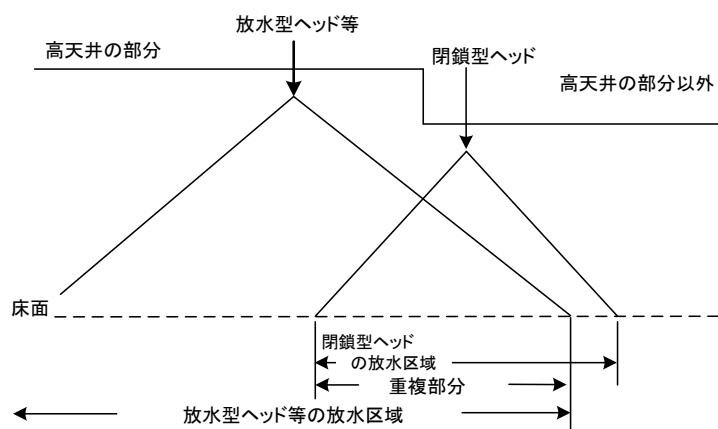 放水型ヘッド等
高天井の部分
閉鎖型ヘッド
高天井の部分以外
床面
閉鎖型ヘッド
の放水区域
重複部分
放水型ヘッド等の放水区域